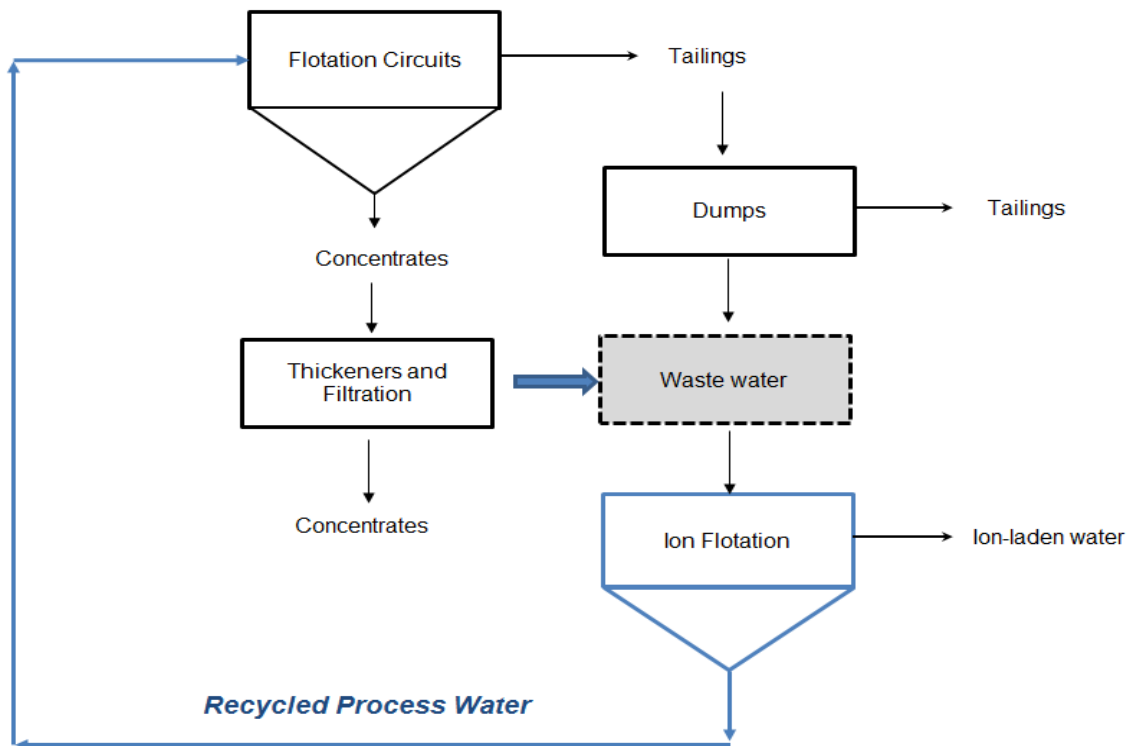 Flotation Circuits
Tailings
Dumps
Tailings
Concentrates
Thickeners and
Filtration
Waste water
Concentrates
Ion Flotation
Ion-laden water
Recycled Process Water